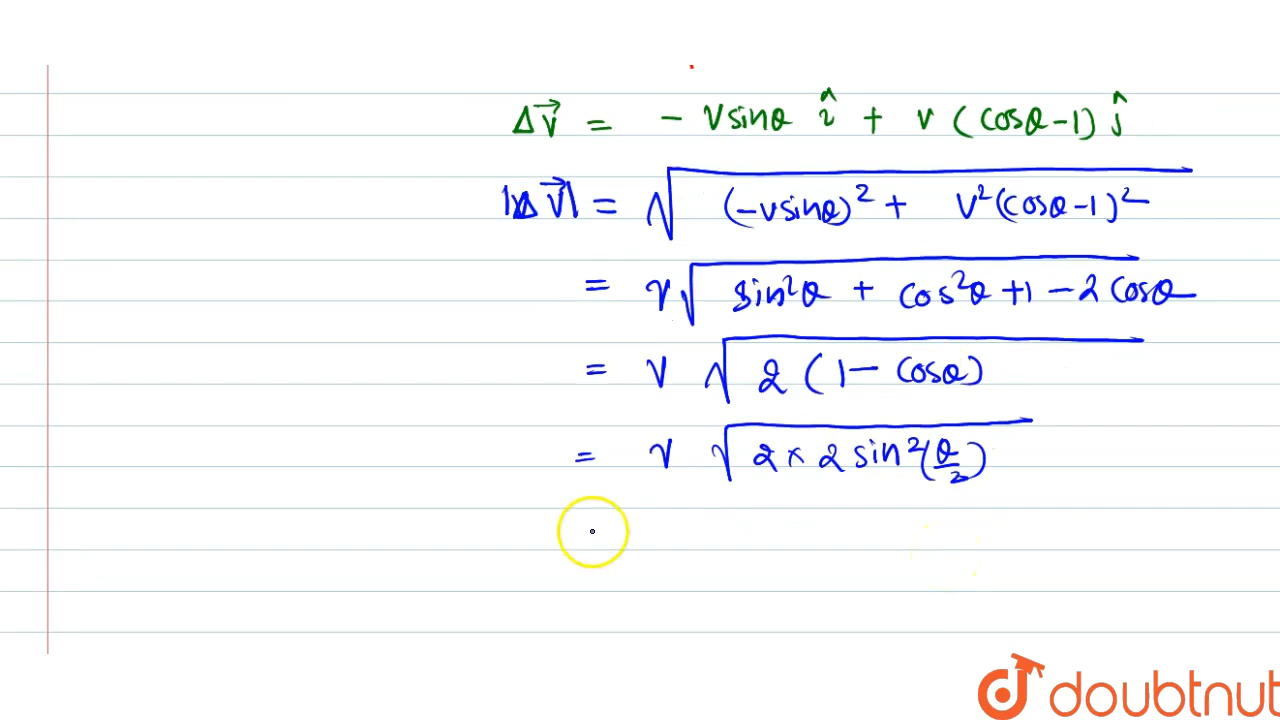 Δv⃗ = - v sinθ î + v (cosθ-1) ĵ
|Δv⃗| = √((-v sinθ)² + v²(cosθ-1)²)
= v √(sin²θ + cos²θ +1 - 2 cosθ)
= v √(2 (1 - cosθ))
= v √(2 × 2 sin²(θ/2))
doubtnut